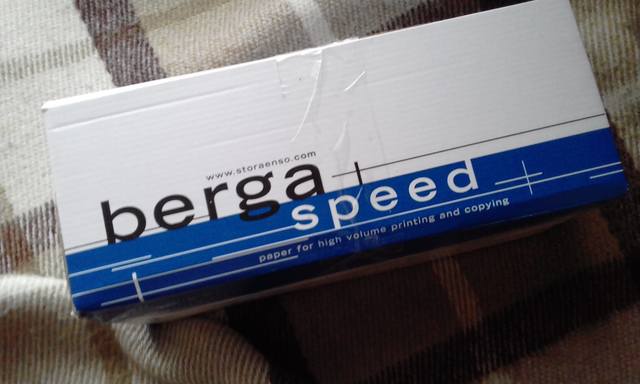 www.storaenso.com
berga
speed
paper for high volume printing and copying